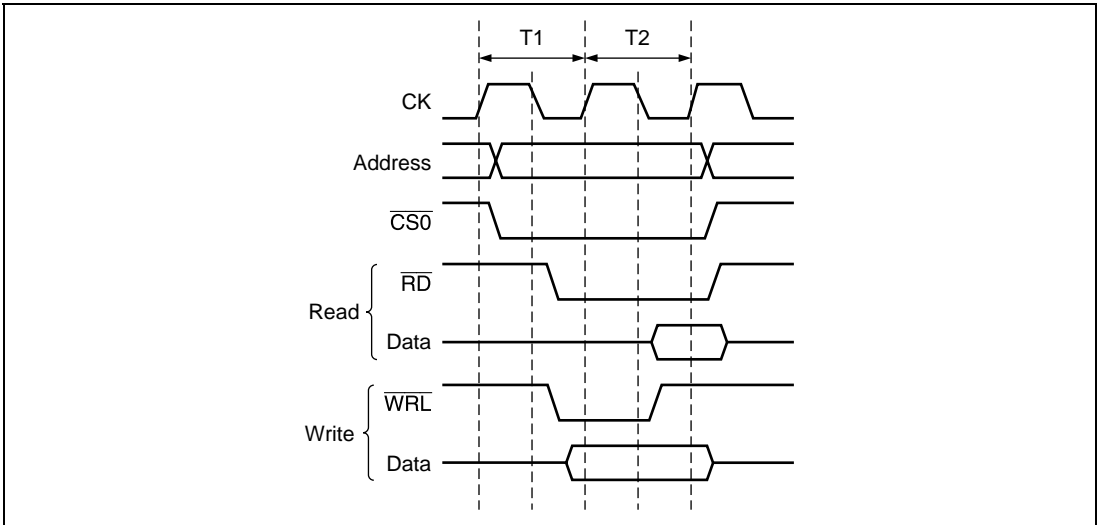 T1 T2
CK
Address
CS0
RD
Read
Data
WRL
Write
Data